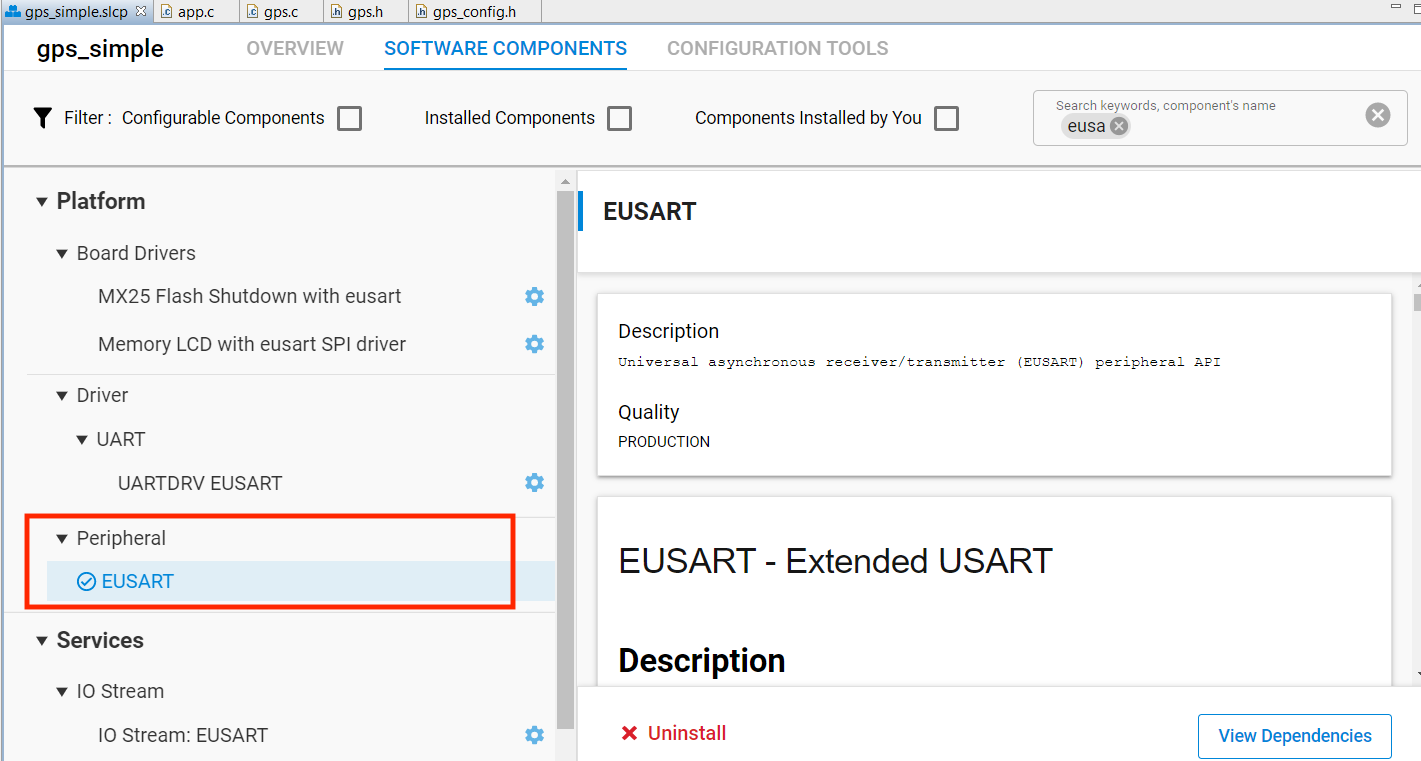 gps_simple.slcp app.c gps.c gps.h gps_config.h
gps_simple OVERVIEW SOFTWARE COMPONENTS CONFIGURATION TOOLS
Filter : Configurable Components Installed Components Components Installed by You
Search keywords, component's name
eusa
Platform
Board Drivers
MX25 Flash Shutdown with eusart
Memory LCD with eusart SPI driver
Driver
UART
UARTDRV EUSART
Peripheral
EUSART
Services
IO Stream
IO Stream: EUSART
EUSART
Description
Universal asynchronous receiver/transmitter (EUSART) peripheral API
Quality
PRODUCTION
EUSART - Extended USART
Description
Uninstall
View Dependencies